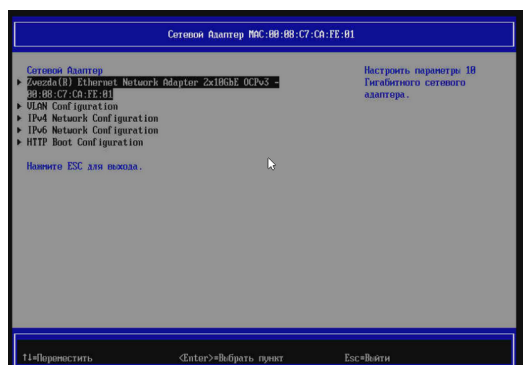 Сетевой Адаптер MAC:00:08:C7:CA:FE:01
Сетевой Адаптер
Zvezda(R) Ethernet Network Adapter 2x10GbE OCPv3 -
00:08:C7:CA:FE:01
VLAN Configuration
IPv4 Network Configuration
IPv6 Network Configuration
HTTP Boot Configuration
Нажмите ESC для выхода.
Настроить параметры 10
Гигабитного сетевого
адаптера.
↑↓=Переместить <Enter>=Выбрать пункт Esc=Выйти